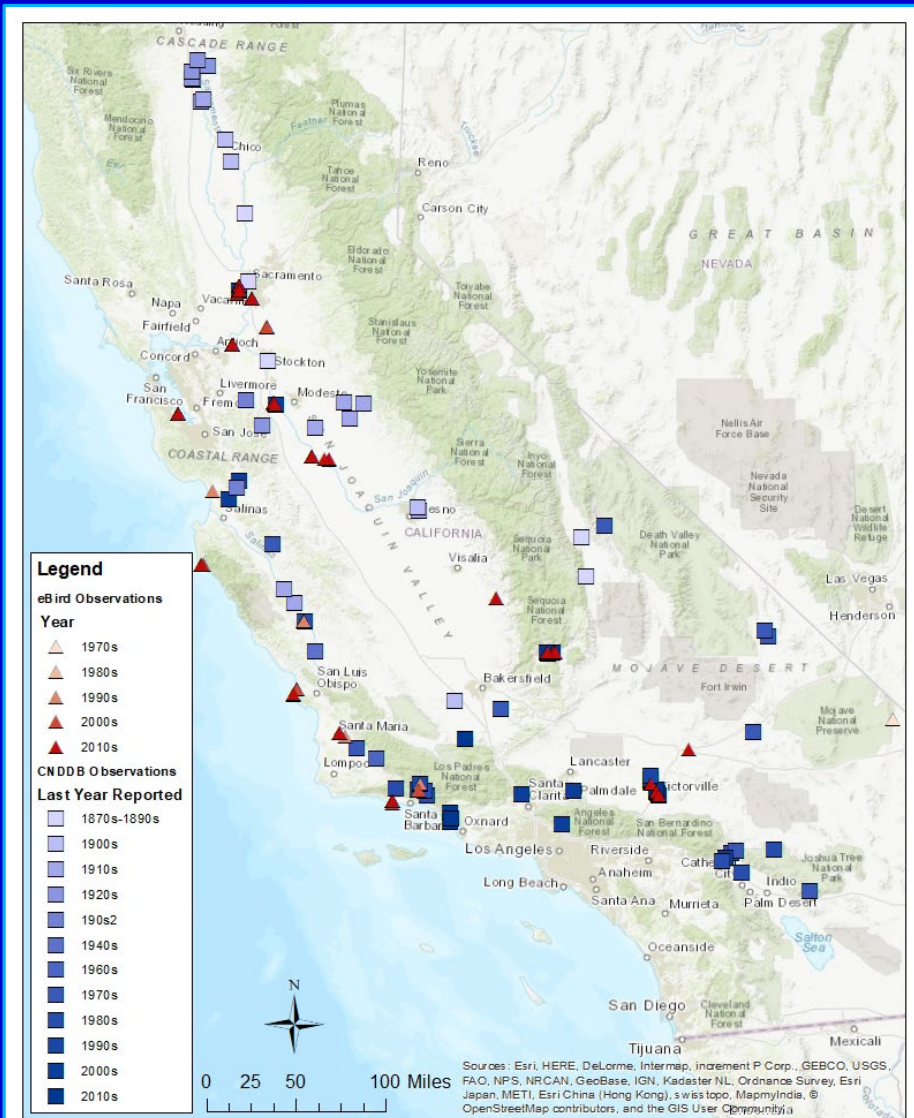 CASCADE RANGE
Six Rivers
National
Forest
Mendocino
National
Forest
Plumas
National
Forest
Feather
Chico
Truckee
Reno
Tahoe
National
Forest
Carson City
GREAT BASIN
NEVADA
Eldorado
National
Forest
Toiyabe
National
Forest
Santa Rosa
Sacramento
Napa
Fairfield
Stanislaus
National
Forest
Concord
Stockton
Yosemite
National
Park
San
Francisco
Livermore
Modesto
San Jose
COASTAL RANGE
Nellis Air
Force Base
Sierra
National
Forest
Inyo
National
Forest
Nevada
National
Security
Site
Desert
National
Wildlife
Refuge
SAN JOAQUIN VALLEY
San Joaquin
CALIFORNIA
Salinas
Salinas
Visalia
Sequoia
National
Park
Death Valley
National
Park
Las Vegas
Henderson
Sequoia
National
Forest
MOJAVE DESERT
Bakersfield
Fort Irwin
Mojave
National
Preserve
San Luis
Obispo
Santa Maria
Lompoc
Los Padres
National
Forest
Lancaster
Palmdale
Santa
Clarita
Angeles
National
Forest
San Bernardino
National Forest
Santa
Oxnard
Los Angeles
Riverside
Anaheim
Long Beach
Santa Ana
Murrieta
City
Indio
Palm Desert
Joshua Tree
National
Park
Salton
Sea
Oceanside
Cleveland
National
Forest
San Diego
Tijuana
Mexicali
Legend
eBird Observations
Year
1970s
1980s
1990s
2000s
2010s
CNDDB Observations
Last Year Reported
1870s-1890s
1900s
1910s
1920s
190s2
1940s
1960s
1970s
1980s
1990s
2000s
2010s
N
0 25 50 100 Miles
Sources: Esri, HERE, DeLorme, Intermap, increment P Corp., GEBCO, USGS,
FAO, NPS, NRCAN, GeoBase, IGN, Kadaster NL, Ordnance Survey, Esri
Japan, METI, Esri China (Hong Kong), swisstopo, MapmyIndia, ©
OpenStreetMap contributors, and the GIS User Community